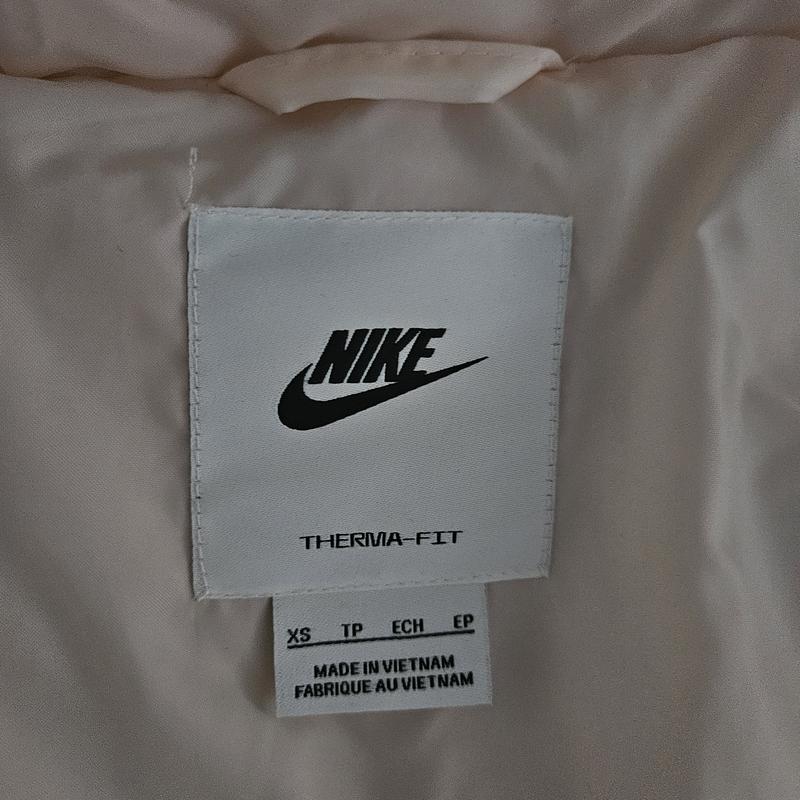 NIKE
THERMA-FIT
XS TP ECH EP
MADE IN VIETNAM
FABRIQUE AU VIETNAM